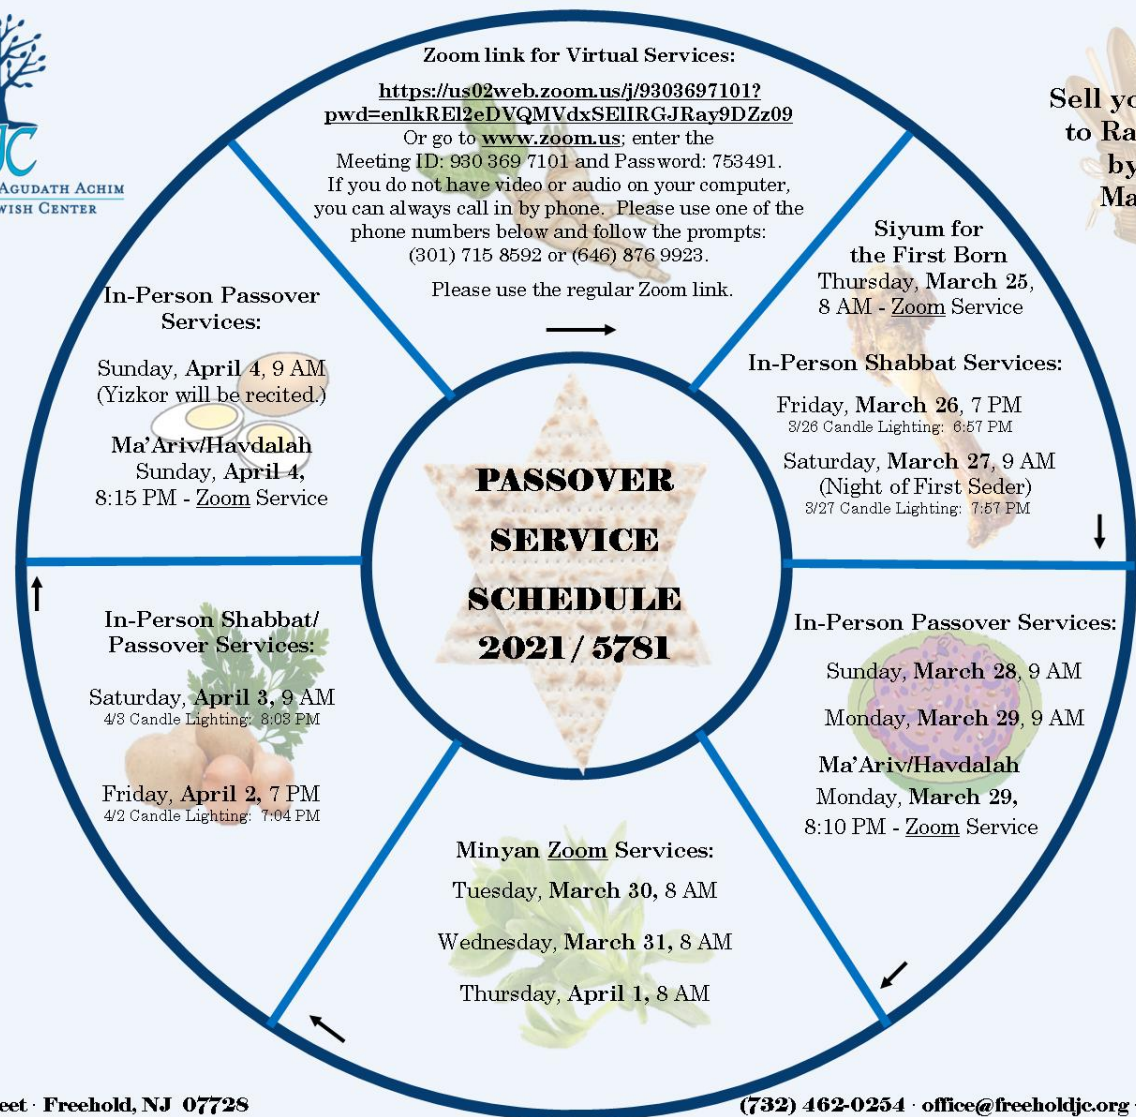 JC
AGUDATH ACHIM
WISH CENTER
Zoom link for Virtual Services:
https://us02web.zoom.us/j/9303697101?
pwd=enlkREl2eDVQMVdxSEllRGJRay9DZz09
Or go to www.zoom.us; enter the
Meeting ID: 930 369 7101 and Password: 753491.
If you do not have video or audio on your computer,
you can always call in by phone. Please use one of the
phone numbers below and follow the prompts:
(301) 715 8592 or (646) 876 9923.
Please use the regular Zoom link.
Sell yo
to Ra
by
Ma
Siyum for
the First Born
Thursday, March 25,
8 AM - Zoom Service
In-Person Shabbat Services:
Friday, March 26, 7 PM
3/26 Candle Lighting: 6:57 PM
Saturday, March 27, 9 AM
(Night of First Seder)
3/27 Candle Lighting: 7:57 PM
In-Person Passover Services:
Sunday, March 28, 9 AM
Monday, March 29, 9 AM
Ma'Ariv/Havdalah
Monday, March 29,
8:10 PM - Zoom Service
Minyan Zoom Services:
Tuesday, March 30, 8 AM
Wednesday, March 31, 8 AM
Thursday, April 1, 8 AM
In-Person Shabbat/
Passover Services:
Saturday, April 3, 9 AM
4/3 Candle Lighting: 8:03 PM
Friday, April 2, 7 PM
4/2 Candle Lighting: 7:04 PM
In-Person Passover
Services:
Sunday, April 4, 9 AM
(Yizkor will be recited.)
Ma'Ariv/Havdalah
Sunday, April 4,
8:15 PM - Zoom Service
PASSOVER
SERVICE
SCHEDULE
2021/5781
eet · Freehold, NJ 07728
(732) 462-0254 · office@freeholdjc.org ·